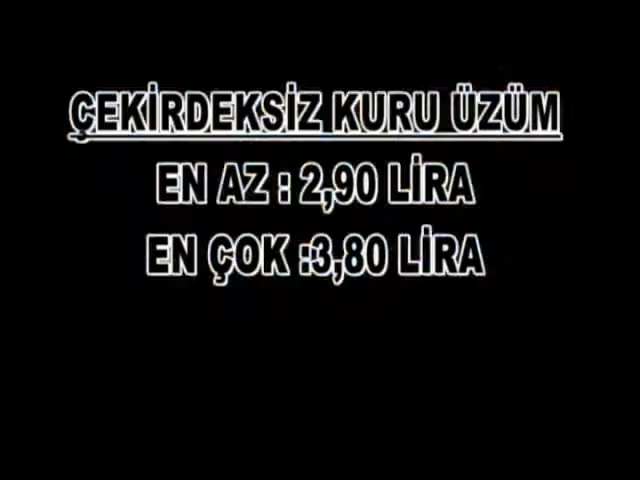 ÇEKİRDEKSİZ KURU ÜZÜM
EN AZ : 2,90 LİRA
EN ÇOK :3,80 LİRA